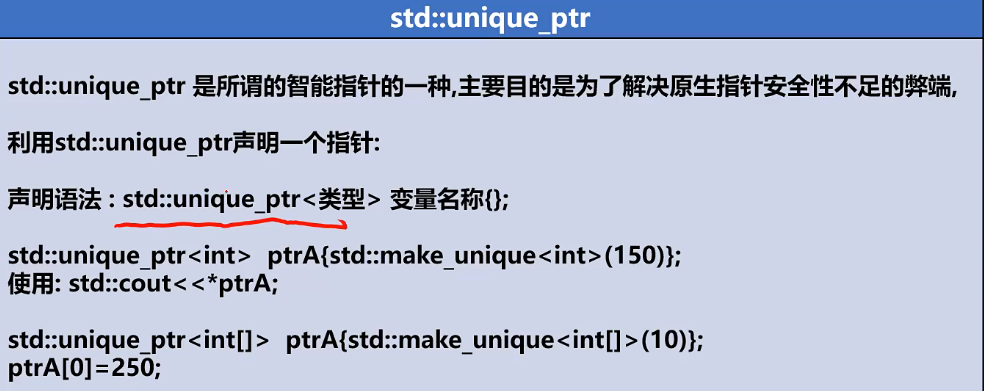 std::unique_ptr
std::unique_ptr 是所谓的智能指针的一种,主要目的是为了解决原生指针安全性不足的弊端,
利用std::unique_ptr声明一个指针:
声明语法 : std::unique_ptr<类型> 变量名称{};
std::unique_ptr<int> ptrA{std::make_unique<int>(150)};
使用: std::cout<<*ptrA;
std::unique_ptr<int[]> ptrA{std::make_unique<int[]>(10)};
ptrA[0]=250;